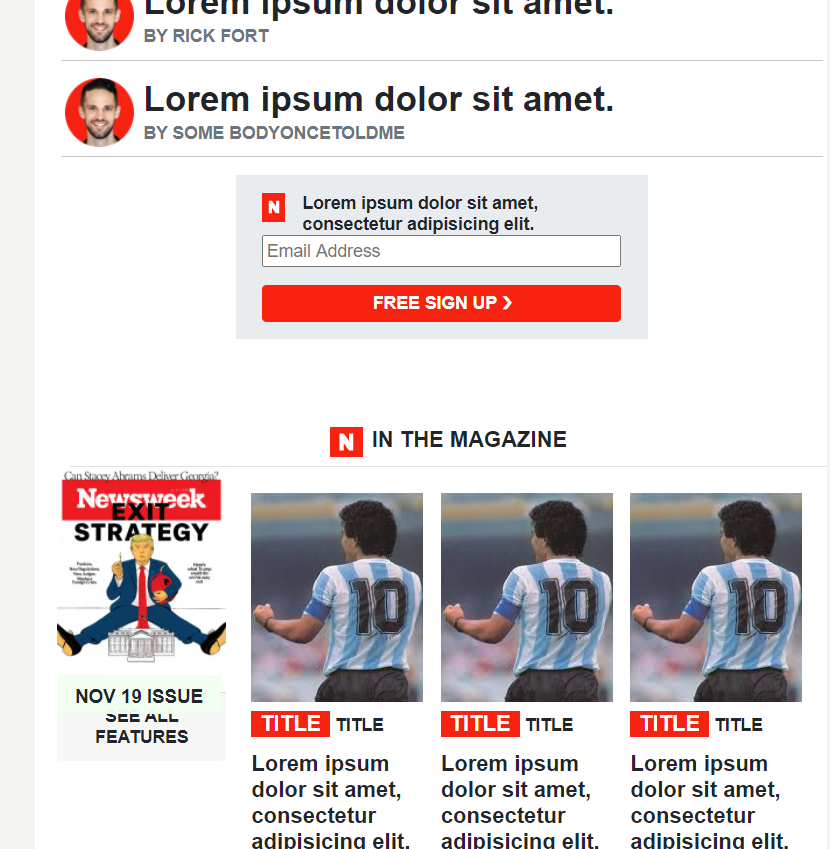 Lorem ipsum dolor sit amet.
BY RICK FORT
Lorem ipsum dolor sit amet.
BY SOME BODYONCETOLDME
N
Lorem ipsum dolor sit amet,
consectetur adipisicing elit.
Email Address
FREE SIGN UP ❯
N IN THE MAGAZINE
Can Stacey Abrams Deliver Georgia?
Newsweek
EXIT
STRATEGY
NOV 19 ISSUE
SEE ALL
FEATURES
10
TITLE TITLE
Lorem ipsum
dolor sit amet,
consectetur
adipisicing elit.
10
TITLE TITLE
Lorem ipsum
dolor sit amet,
consectetur
adipisicing elit.
10
TITLE TITLE
Lorem ipsum
dolor sit amet,
consectetur
adipisicing elit.